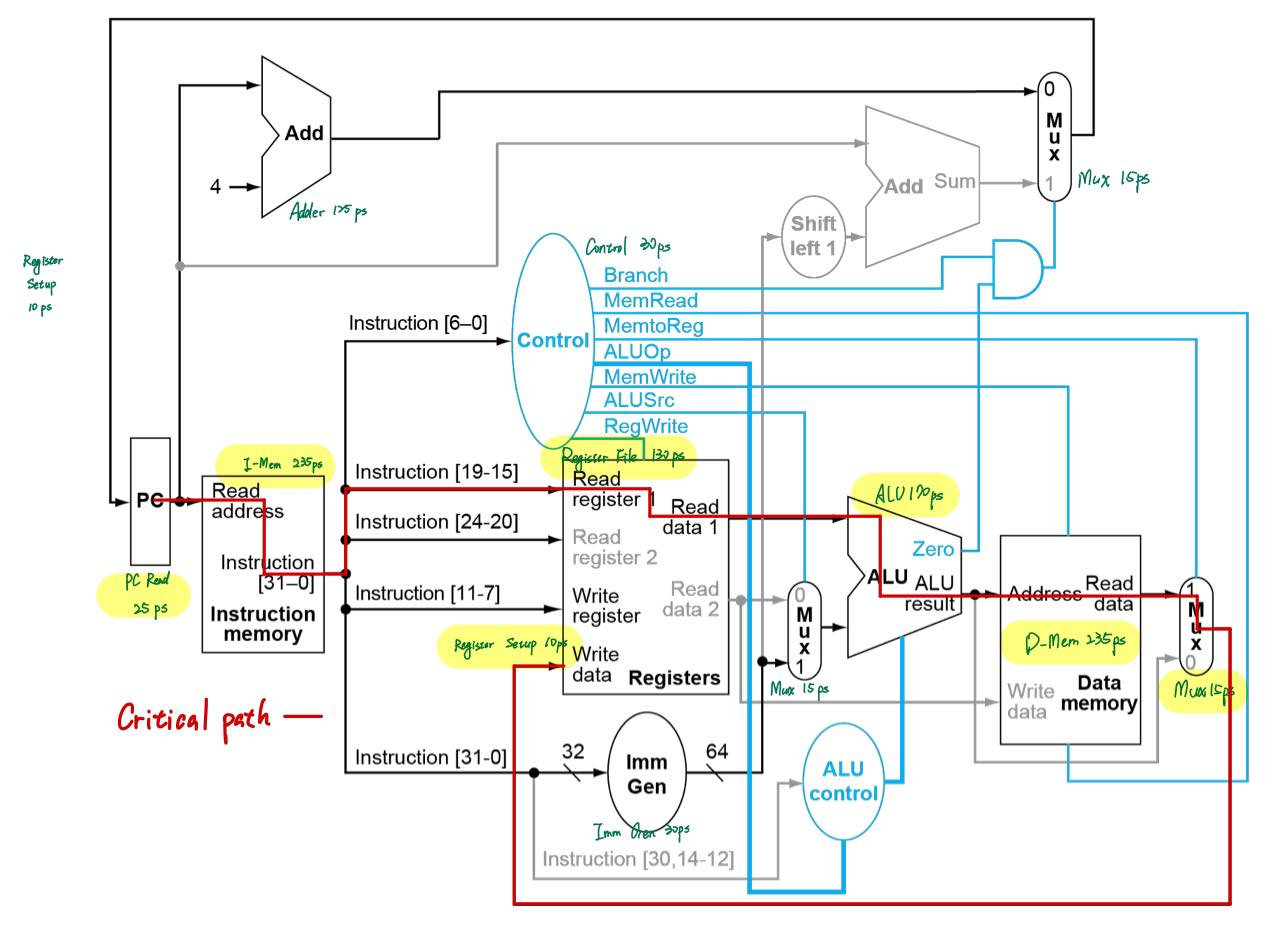 0
Mux
1
Mux 15ps
Add
4
Adder 125ps
Add Sum
Shift
left 1
Register
Setup
10 ps
Control 30ps
Branch
MemRead
MemtoReg
Control
ALUOp
MemWrite
ALUSrc
RegWrite
Instruction [6–0]
PC
PC Read
25 ps
I-Mem 235ps
Read
address
Instruction
[31–0]
Instruction
memory
Instruction [19-15]
Instruction [24-20]
Instruction [11-7]
Instruction [31-0]
Register File 130ps
Read
register 1
Read
data 1
Read
register 2
Write
register
Read
data 2
Register Setup 10ps
Write
data
Registers
0
Mux
1
Mux 15ps
ALU 170ps
Zero
ALU
ALU
result
Address
Read
data
D-Mem 235ps
Write
data
Data
memory
1
Mux
0
Mux 15ps
Critical path
32
Imm
Gen
64
Imm Gen 30ps
ALU
control
Instruction [30,14-12]